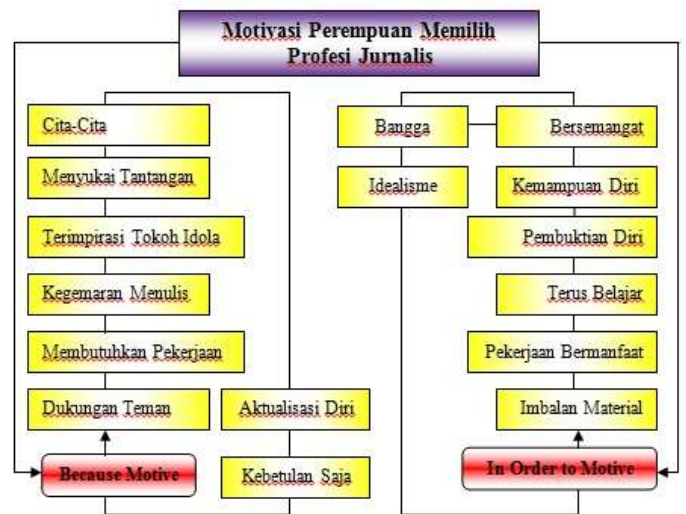 Motivasi Perempuan Memilih
Profesi Jurnalis
Cita-Cita
Menyukai Tantangan
Terimpirasi Tokoh Idola
Kegemaran Menulis
Membutuhkan Pekerjaan
Dukungan Teman
Aktualisasi Diri
Because Motive
Kebetulan Saja
Bangga
Bersemangat
Idealisme
Kemampuan Diri
Pembuktian Diri
Terus Belajar
Pekerjaan Bermanfaat
Imbalan Material
In Order to Motive